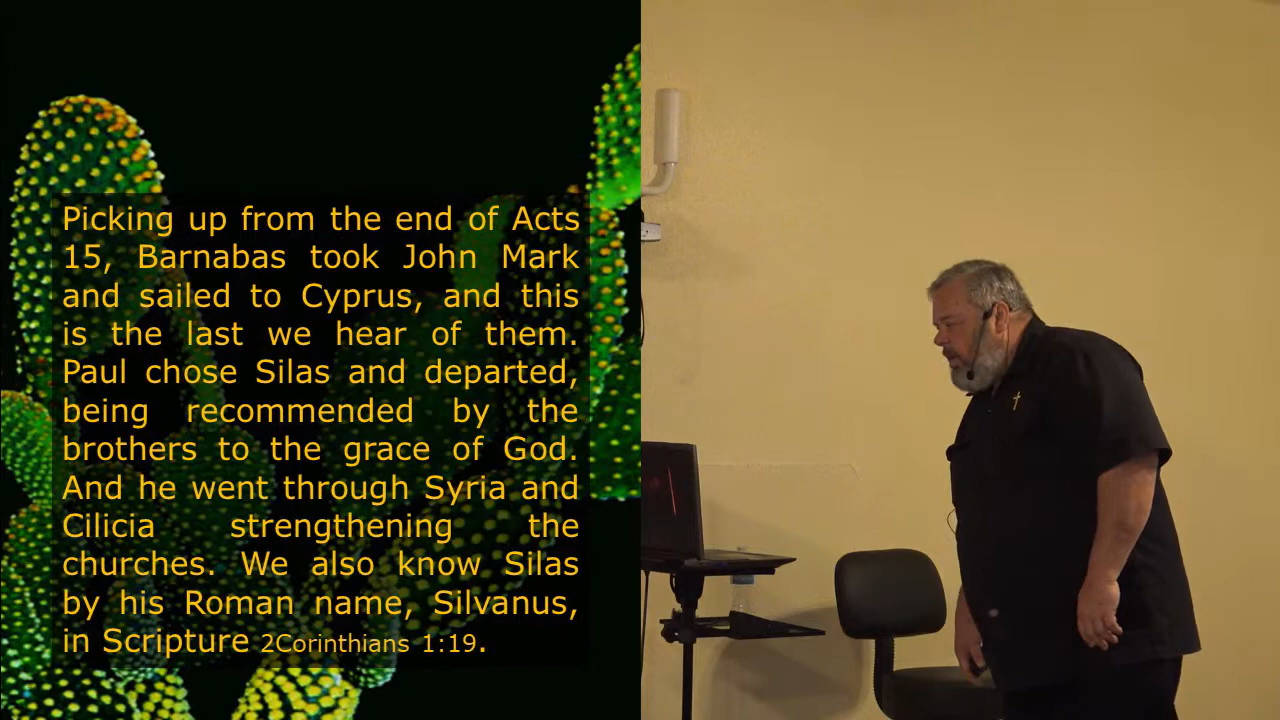 Picking up from the end of Acts
15, Barnabas took John Mark
and sailed to Cyprus, and this
is the last we hear of them.
Paul chose Silas and departed,
being recommended by the
brothers to the grace of God.
And he went through Syria and
Cilicia strengthening the
churches. We also know Silas
by his Roman name, Silvanus,
in Scripture 2Corinthians 1:19.